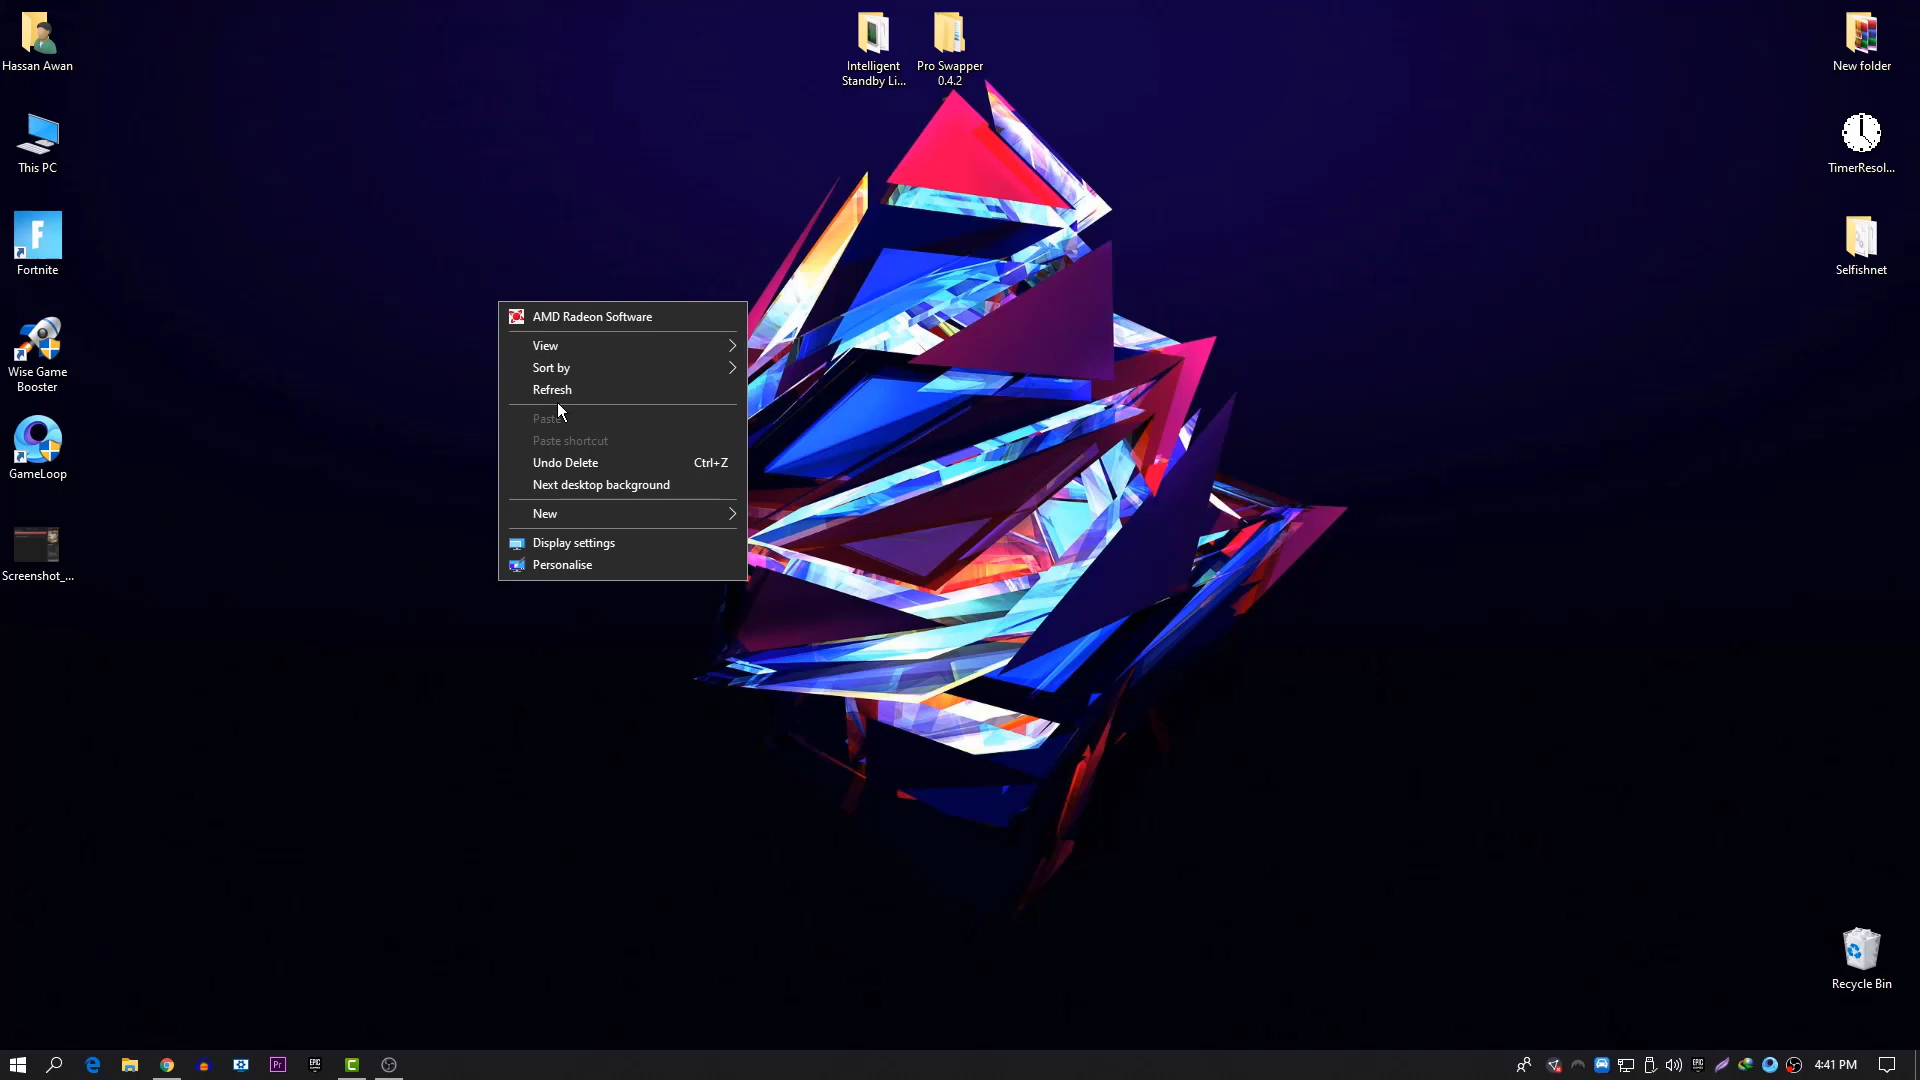 Hassan Awan
This PC
Fortnite
Wise Game
Booster
GameLoop
Screenshot_...
Intelligent
Standby Li...
Pro Swapper
0.4.2
New folder
TimerResol...
Selfishnet
Recycle Bin
AMD Radeon Software
View
Sort by
Refresh
Paste
Paste shortcut
Undo Delete Ctrl+Z
Next desktop background
New
Display settings
Personalise
Pr
EPIC
4:41 PM